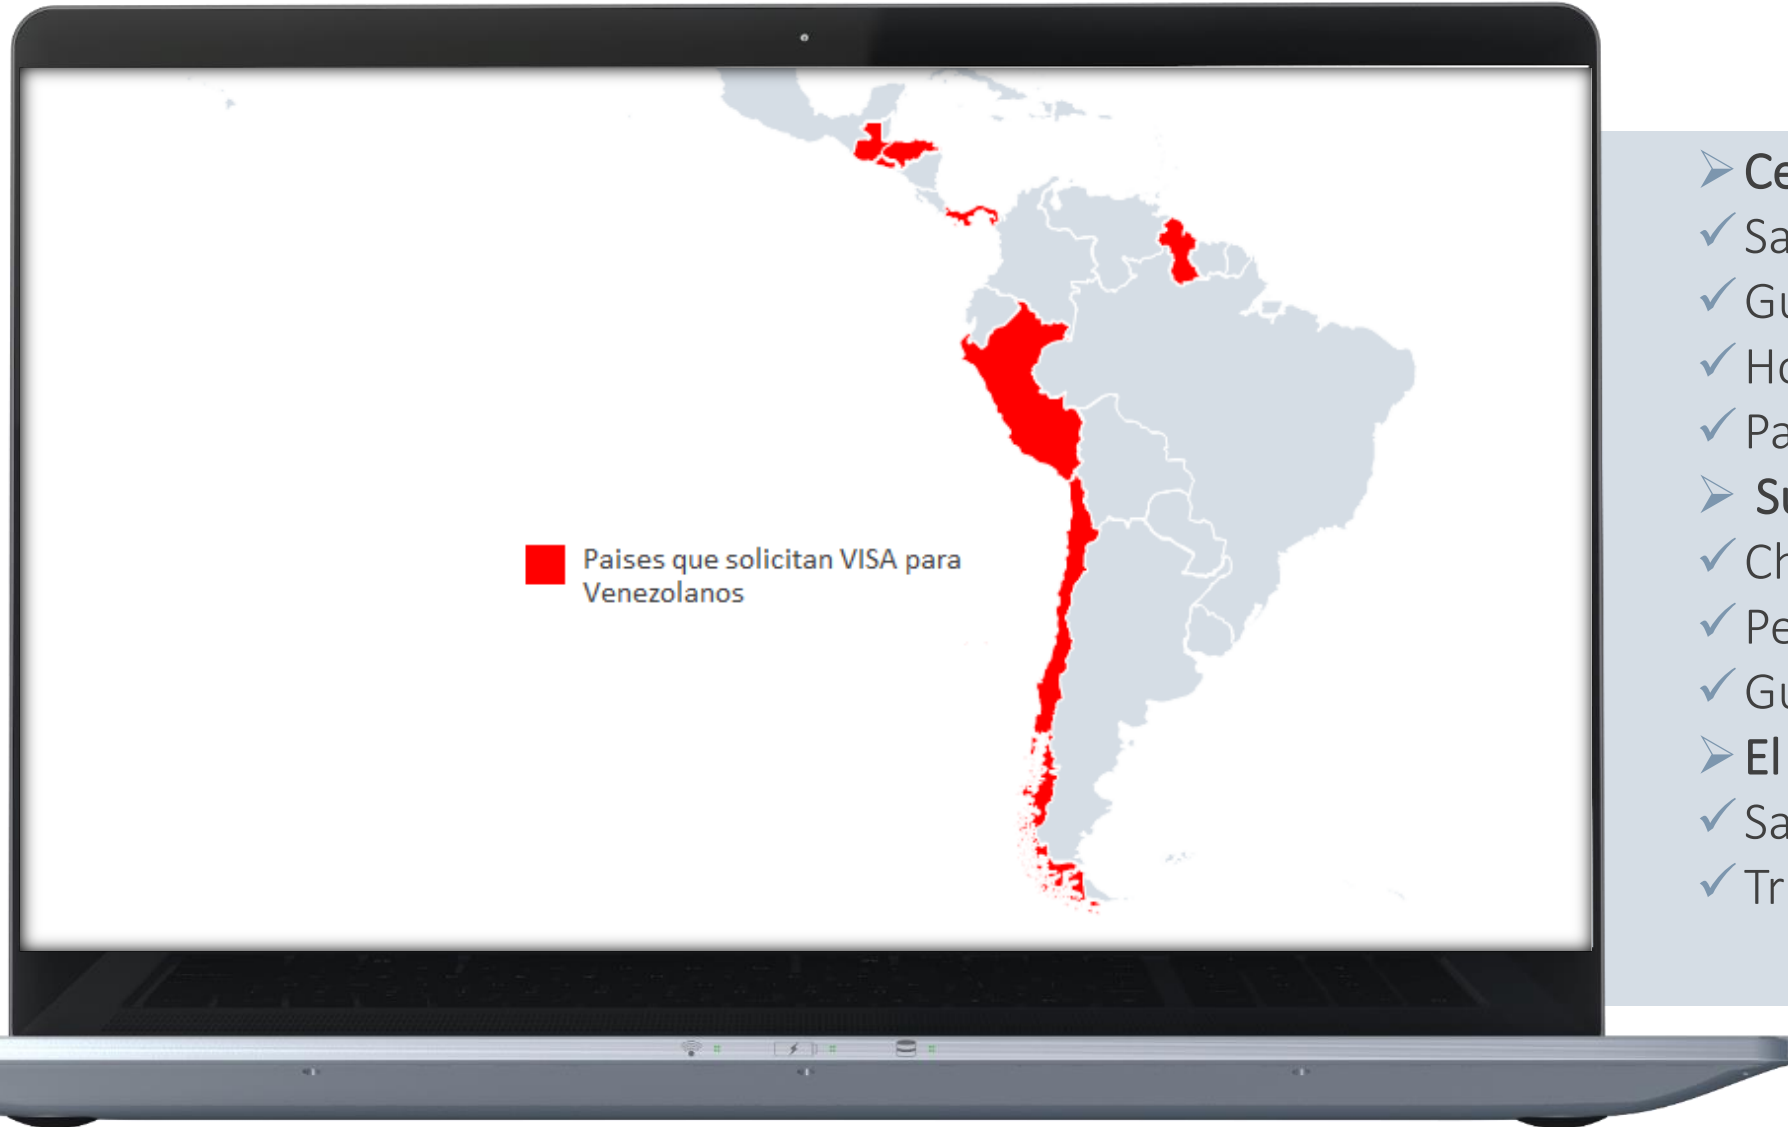 Paises que solicitan VISA para
Venezolanos
Ce
Sa
Gu
Ho
Pa
Su
Ch
Pe
Gu
El
Sa
Tr